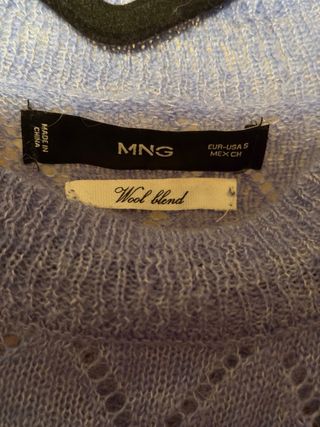 MADE IN
CHINA
MNG
EUR-USA S
MEX CH
Wool blend